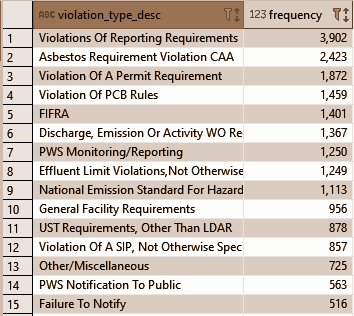 ABC violation_type_desc 123 frequency
1 Violations Of Reporting Requirements 3,902
2 Asbestos Requirement Violation CAA 2,423
3 Violation Of A Permit Requirement 1,872
4 Violation Of PCB Rules 1,459
5 FIFRA 1,401
6 Discharge, Emission Or Activity WO Re 1,367
7 PWS Monitoring/Reporting 1,250
8 Effluent Limit Violations,Not Otherwise 1,249
9 National Emission Standard For Hazard 1,113
10 General Facility Requirements 956
11 UST Requirements, Other Than LDAR 878
12 Violation Of A SIP, Not Otherwise Spec 857
13 Other/Miscellaneous 725
14 PWS Notification To Public 563
15 Failure To Notify 516